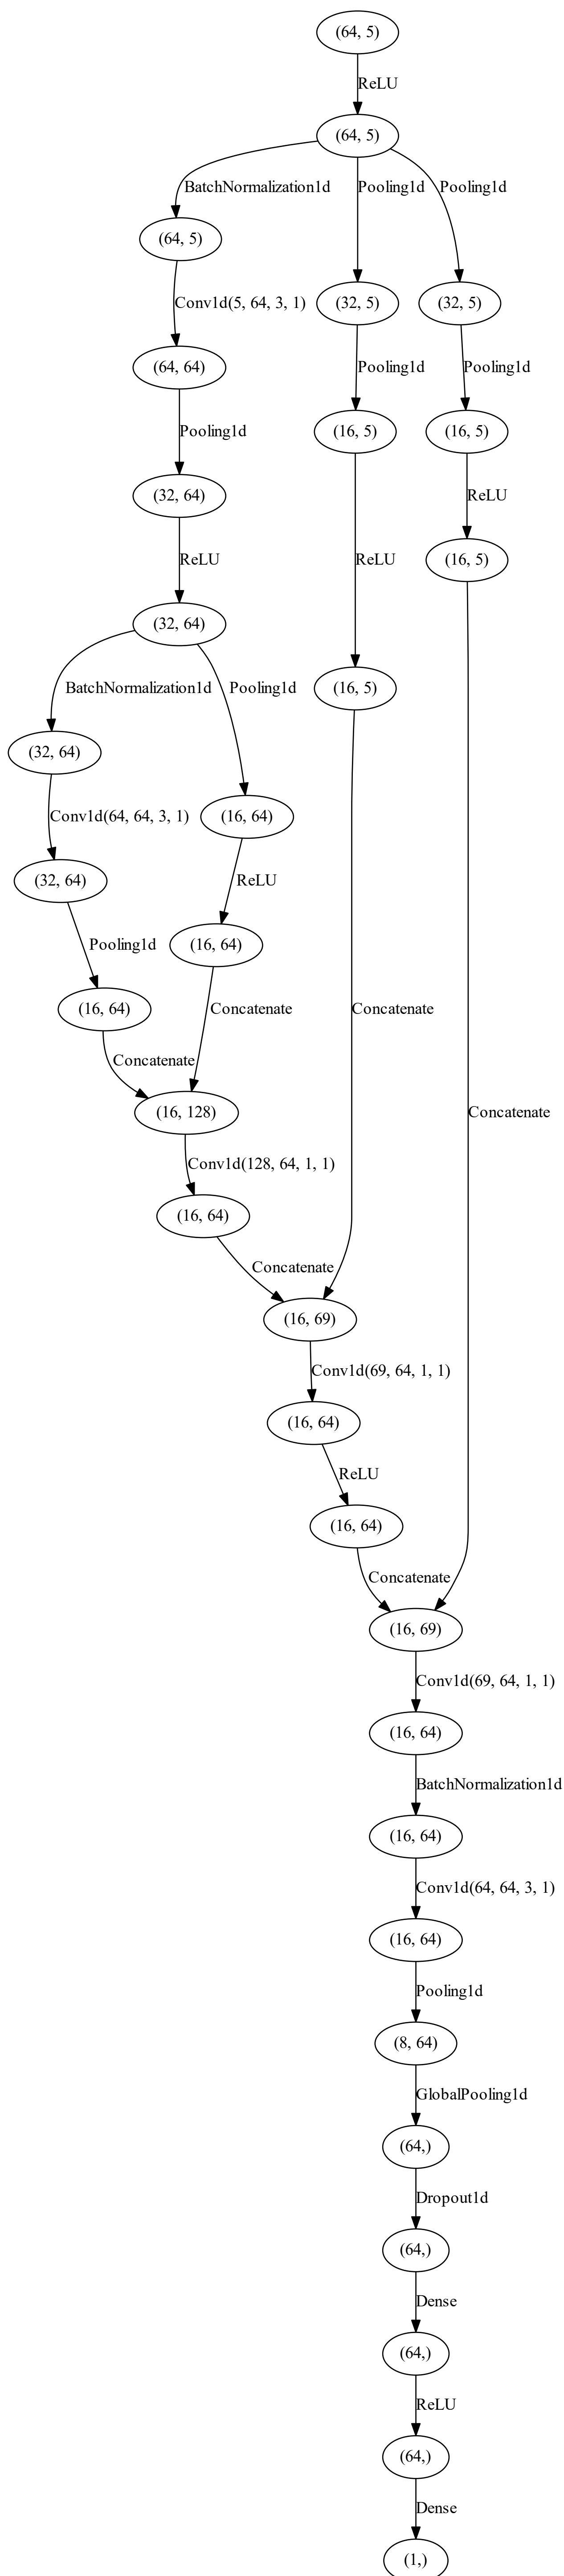 (64, 5)
ReLU
(64, 5)
BatchNormalization1d
Pooling1d
Pooling1d
(64, 5)
Conv1d(5, 64, 3, 1)
(32, 5)
(32, 5)
(64, 64)
Pooling1d
Pooling1d
Pooling1d
(16, 5)
(16, 5)
(32, 64)
ReLU
ReLU
ReLU
(16, 5)
(32, 64)
BatchNormalization1d
Pooling1d
(16, 5)
(32, 64)
Conv1d(64, 64, 3, 1)
(16, 64)
(32, 64)
ReLU
Pooling1d
(16, 64)
(16, 64)
Concatenate
Concatenate
Concatenate
(16, 128)
Concatenate
Conv1d(128, 64, 1, 1)
(16, 64)
Concatenate
(16, 69)
Conv1d(69, 64, 1, 1)
(16, 64)
ReLU
(16, 64)
Concatenate
(16, 69)
Conv1d(69, 64, 1, 1)
(16, 64)
BatchNormalization1d
(16, 64)
Conv1d(64, 64, 3, 1)
(16, 64)
Pooling1d
(8, 64)
GlobalPooling1d
(64,)
Dropout1d
(64,)
Dense
(64,)
ReLU
(64,)
Dense
(1,)